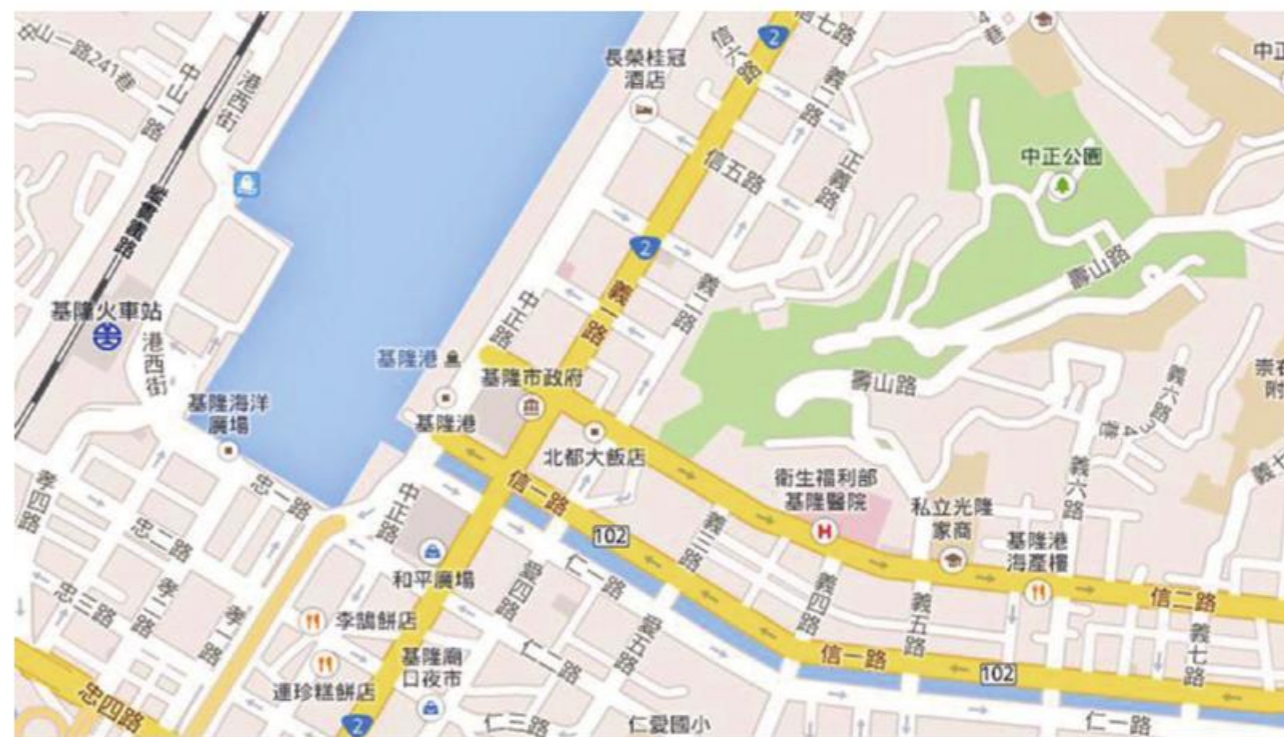 信七路
4巷
2
中山一路241巷
中山一路
港西街
長榮桂冠
酒店
信六路
義二路
中正
信五路
正義路
中正公園
2
壽山路
基隆火車站
港西街
中正路
義一路
義二路
基隆港
基隆市政府
基隆港
壽山路
義六路
34巷
崇右
附
基隆海洋
廣場
北都大飯店
孝四路
忠一路
中正路
信一路
102
衛生福利部
基隆醫院
私立光隆
家商
義六路
義七
忠二路
和平廣場
仁一路
義三路
基隆港
海產樓
忠三路
孝二路
孝一路
李鵠餅店
愛四路
愛五路
義四路
義五路
信二路
義七路
連珍糕餅店
基隆廟
口夜市
仁二路
信一路
102
忠四路
2
仁三路
仁愛國小
仁一路